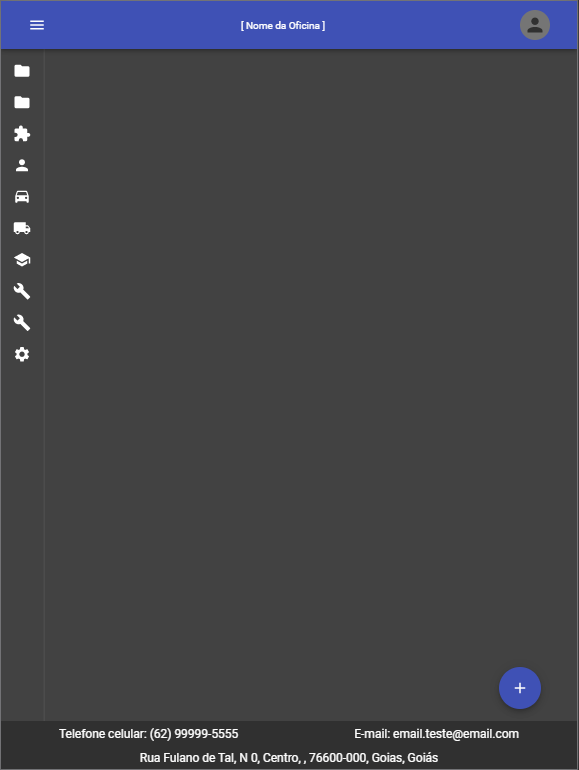 [ Nome da Oficina ]
Telefone celular: (62) 99999-5555 E-mail: email.teste@email.com
Rua Fulano de Tal, N 0, Centro, , 76600-000, Goias, Goiás